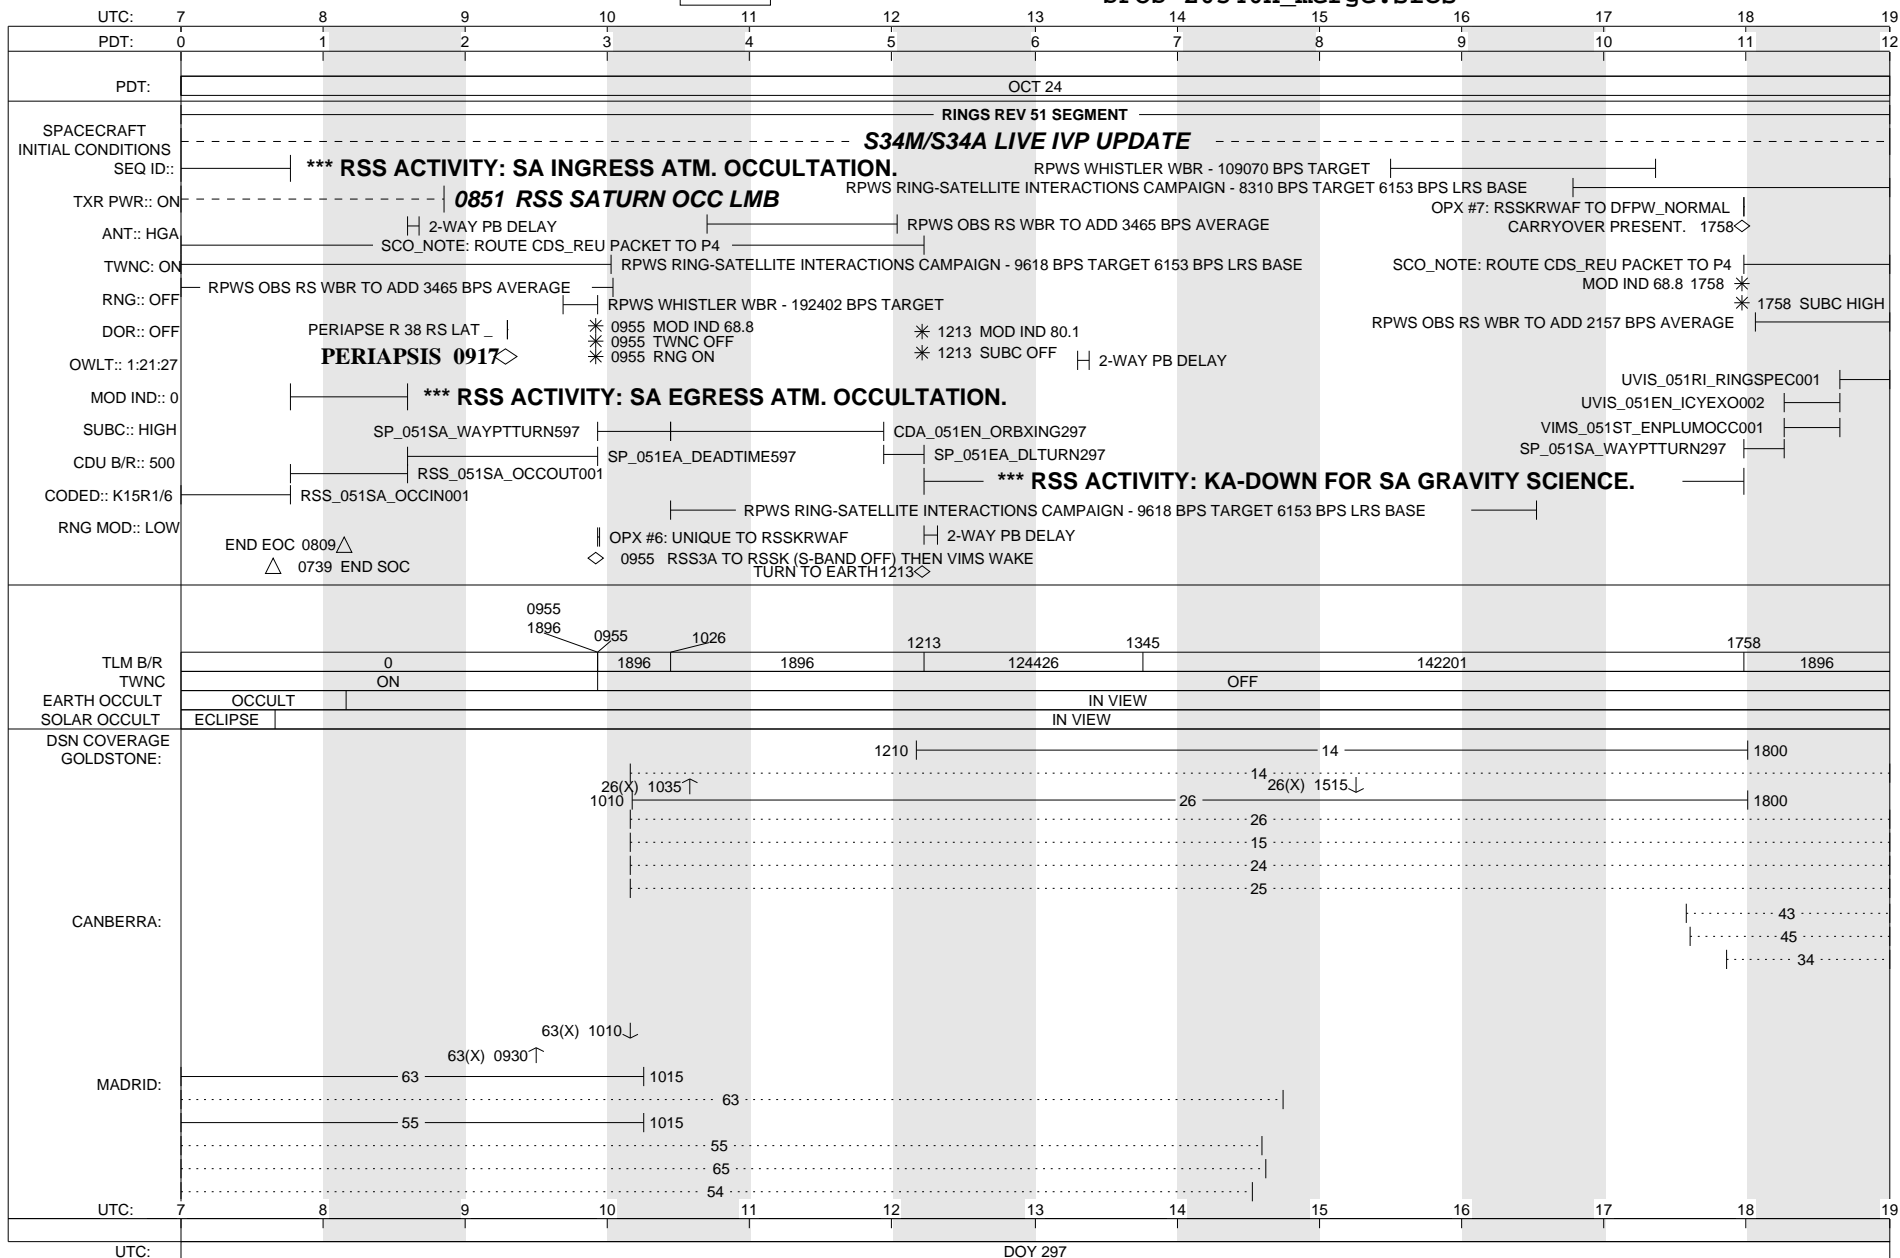 UTC: 7 8 9 10 11 12 13 14 15 16 17 18 19
PDT: 0 1 2 3 4 5 6 7 8 9 10 11 12
PDT: OCT 24
RINGS REV 51 SEGMENT
SPACECRAFT
INITIAL CONDITIONS
S34M/S34A LIVE IVP UPDATE
SEQ ID::
*** RSS ACTIVITY: SA INGRESS ATM. OCCULTATION.
RPWS WHISTLER WBR - 109070 BPS TARGET
RPWS RING-SATELLITE INTERACTIONS CAMPAIGN - 8310 BPS TARGET 6153 BPS LRS BASE
TXR PWR:: ON
0851 RSS SATURN OCC LMB
OPX #7: RSSKRWAF TO DFPW_NORMAL
2-WAY PB DELAY
RPWS OBS RS WBR TO ADD 3465 BPS AVERAGE
CARRYOVER PRESENT. 1758
ANT:: HGA
SCO_NOTE: ROUTE CDS_REU PACKET TO P4
TWNC: ON
RPWS RING-SATELLITE INTERACTIONS CAMPAIGN - 9618 BPS TARGET 6153 BPS LRS BASE
SCO_NOTE: ROUTE CDS_REU PACKET TO P4
RPWS OBS RS WBR TO ADD 3465 BPS AVERAGE
MOD IND 68.8 1758
RNG:: OFF
RPWS WHISTLER WBR - 192402 BPS TARGET
1758 SUBC HIGH
DOR:: OFF
PERIAPSE R 38 RS LAT _
0955 MOD IND 68.8
1213 MOD IND 80.1
RPWS OBS RS WBR TO ADD 2157 BPS AVERAGE
0955 TWNC OFF
PERIAPSIS 0917
0955 RNG ON
1213 SUBC OFF
2-WAY PB DELAY
OWLT:: 1:21:27
UVIS_051RI_RINGSPEC001
MOD IND:: 0
*** RSS ACTIVITY: SA EGRESS ATM. OCCULTATION.
UVIS_051EN_ICYEXO002
SUBC:: HIGH
SP_051SA_WAYPTTURN597
CDA_051EN_ORBXING297
VIMS_051ST_ENPLUMOCC001
SP_051EA_DEADTIME597
SP_051EA_DLTURN297
SP_051SA_WAYPTTURN297
CDU B/R:: 500
RSS_051SA_OCCOUT001
*** RSS ACTIVITY: KA-DOWN FOR SA GRAVITY SCIENCE.
CODED:: K15R1/6
RSS_051SA_OCCIN001
RPWS RING-SATELLITE INTERACTIONS CAMPAIGN - 9618 BPS TARGET 6153 BPS LRS BASE
RNG MOD:: LOW
OPX #6: UNIQUE TO RSSKRWAF
2-WAY PB DELAY
END EOC 0809
0955 RSS3A TO RSSK (S-BAND OFF) THEN VIMS WAKE
0739 END SOC
TURN TO EARTH 1213
0955
1896
0955 1026 1213 1345 1758
TLM B/R 0 1896 1896 124426 142201 1896
TWNC ON OFF
EARTH OCCULT OCCULT IN VIEW
SOLAR OCCULT ECLIPSE IN VIEW
DSN COVERAGE
GOLDSTONE:
1210 14 1800
14
26(X) 1035 26(X) 1515
1010 26 1800
26
15
24
25
CANBERRA:
43
45
34
63(X) 1010
63(X) 0930
MADRID:
63 1015
63
55 1015
55
65
54
UTC: 7 8 9 10 11 12 13 14 15 16 17 18 19
UTC: DOY 297